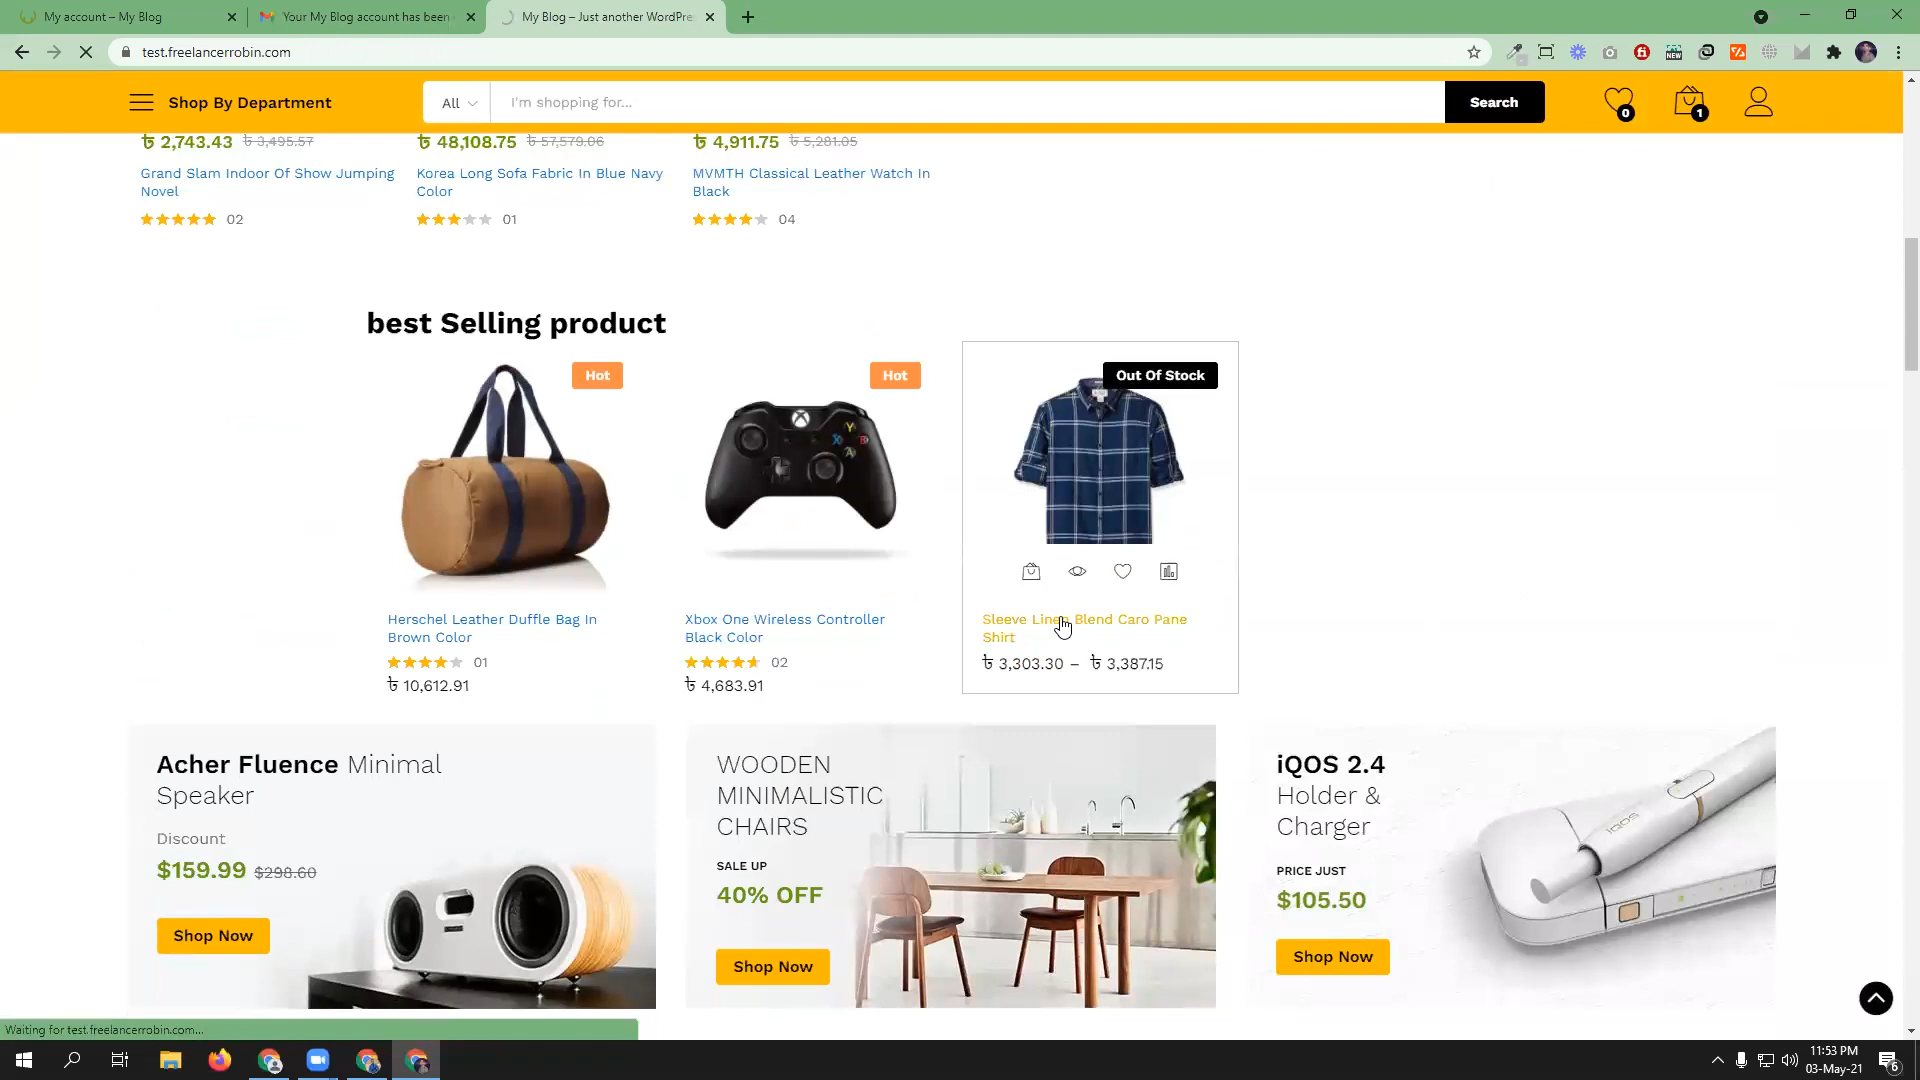 My account – My Blog
Your My Blog account has been
My Blog – Just another WordPre
test.freelancerrobin.com
Shop By Department
All
I'm shopping for...
Search
0
1
৳ 2,743.43 ৳ 3,495.57
৳ 48,108.75 ৳ 57,579.06
৳ 4,911.75 ৳ 5,281.05
Grand Slam Indoor Of Show Jumping
Novel
Korea Long Sofa Fabric In Blue Navy
Color
MVMTH Classical Leather Watch In
Black
02
01
04
best Selling product
Hot
Hot
Out Of Stock
Herschel Leather Duffle Bag In
Brown Color
01
৳ 10,612.91
Xbox One Wireless Controller
Black Color
02
৳ 4,683.91
Sleeve Linen Blend Caro Pane
Shirt
৳ 3,303.30 – ৳ 3,387.15
Acher Fluence Minimal
Speaker
Discount
$159.99 $298.60
Shop Now
WOODEN
MINIMALISTIC
CHAIRS
SALE UP
40% OFF
Shop Now
iQOS 2.4
Holder &
Charger
PRICE JUST
$105.50
Shop Now
IQOS
Waiting for test.freelancerrobin.com...
11:53 PM
03-May-21
6